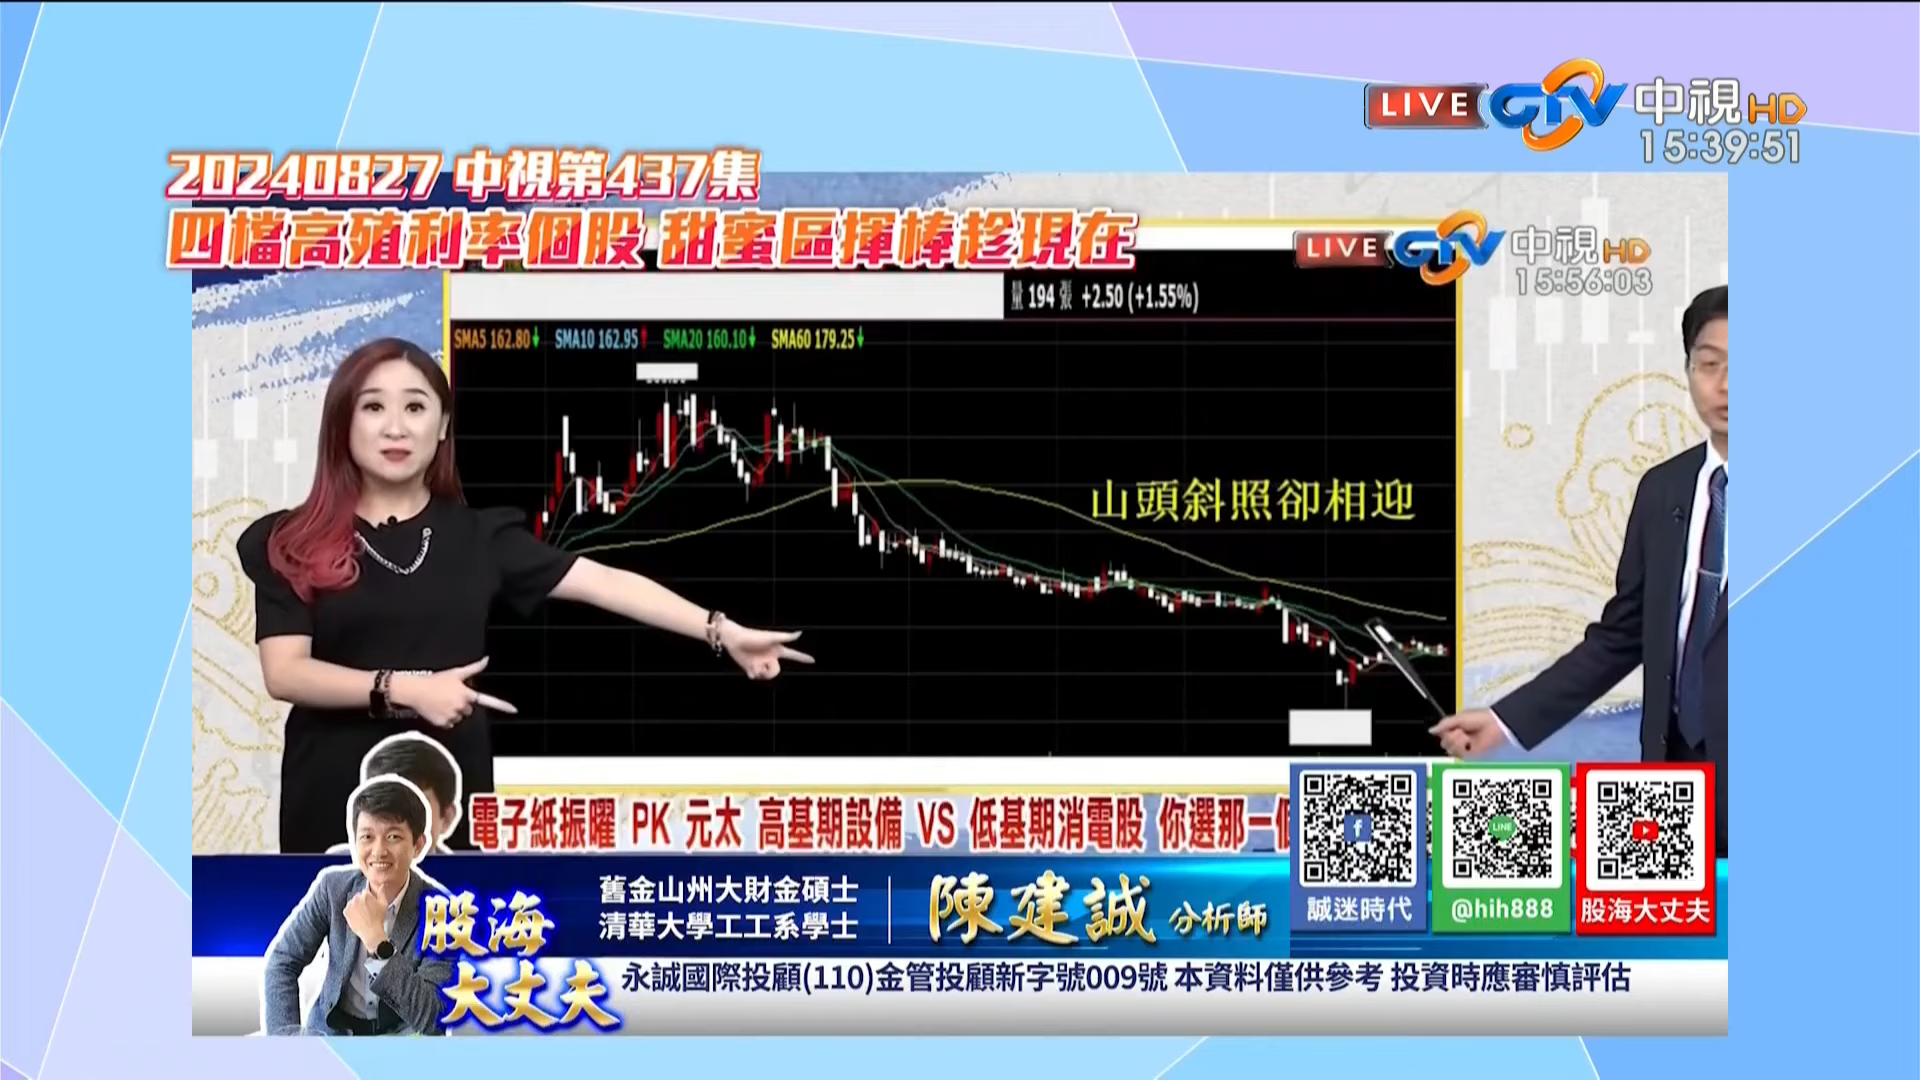 LIVE CTV 中視HD
15:39:51
20240827 中視第437集
四檔高殖利率個股 甜蜜區揮棒趁現在
LIVE CTV 中視HD
15:56:03
量 194 張 +2.50 (+1.55%)
SMA5 162.80↓ SMA10 162.95↑ SMA20 160.10↓ SMA60 179.25↓
山頭斜照卻相迎
電子紙振曜 PK 元太 高基期設備 VS 低基期消電股 你選那一個
股海
大丈夫
舊金山州大財金碩士
清華大學工工系學士
陳建誠 分析師
誠迷時代
LINE
@hih888
股海大丈夫
永誠國際投顧(110)金管投顧新字號009號 本資料僅供參考 投資時應審慎評估